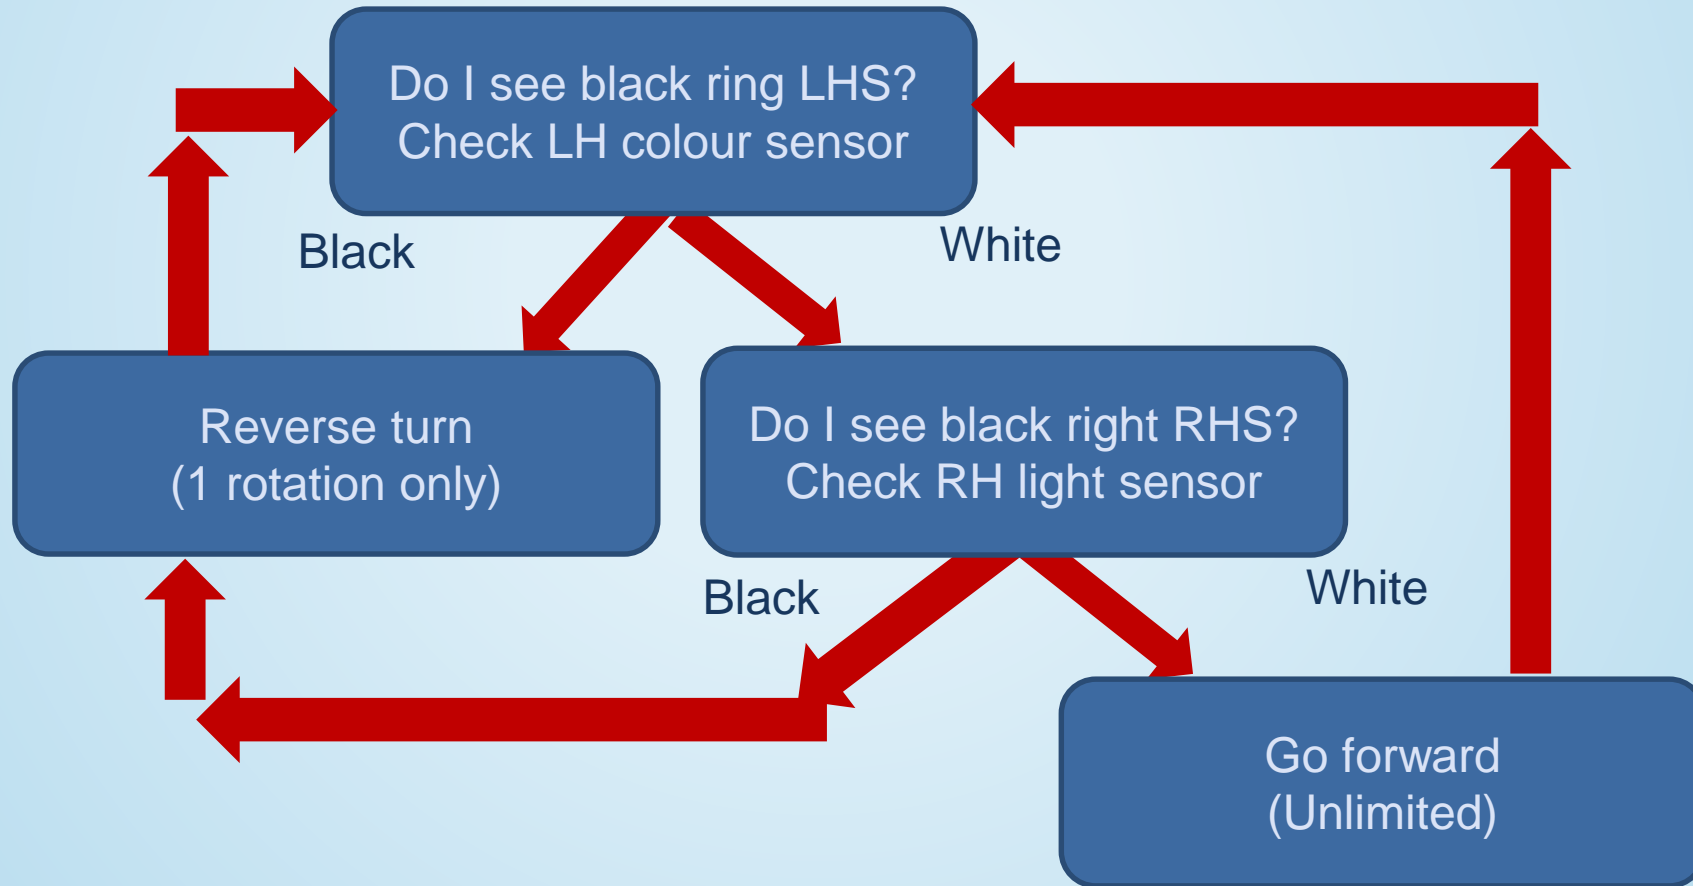 Do I see black ring LHS?
Check LH colour sensor
Black
White
Reverse turn
(1 rotation only)
Do I see black right RHS?
Check RH light sensor
Black
White
Go forward
(Unlimited)